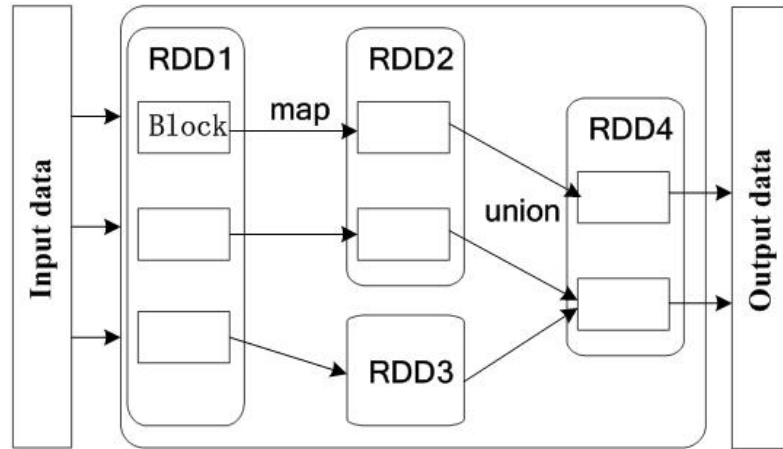 Input data
RDD1
Block
map
RDD2
RDD3
union
RDD4
Output data